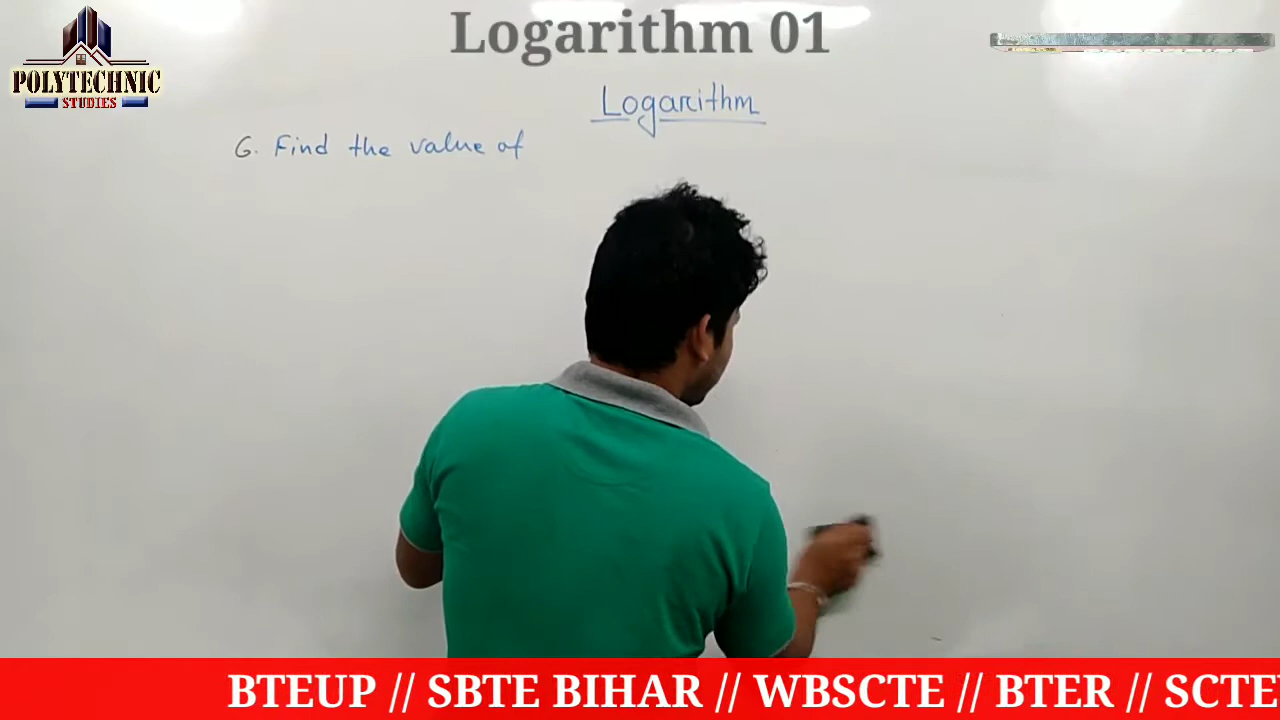 Logarithm 01
POLYTECHNIC
STUDIES
Logarithm
6. Find the value of
BTEUP // SBTE BIHAR // WBSCTE // BTER // SCTE